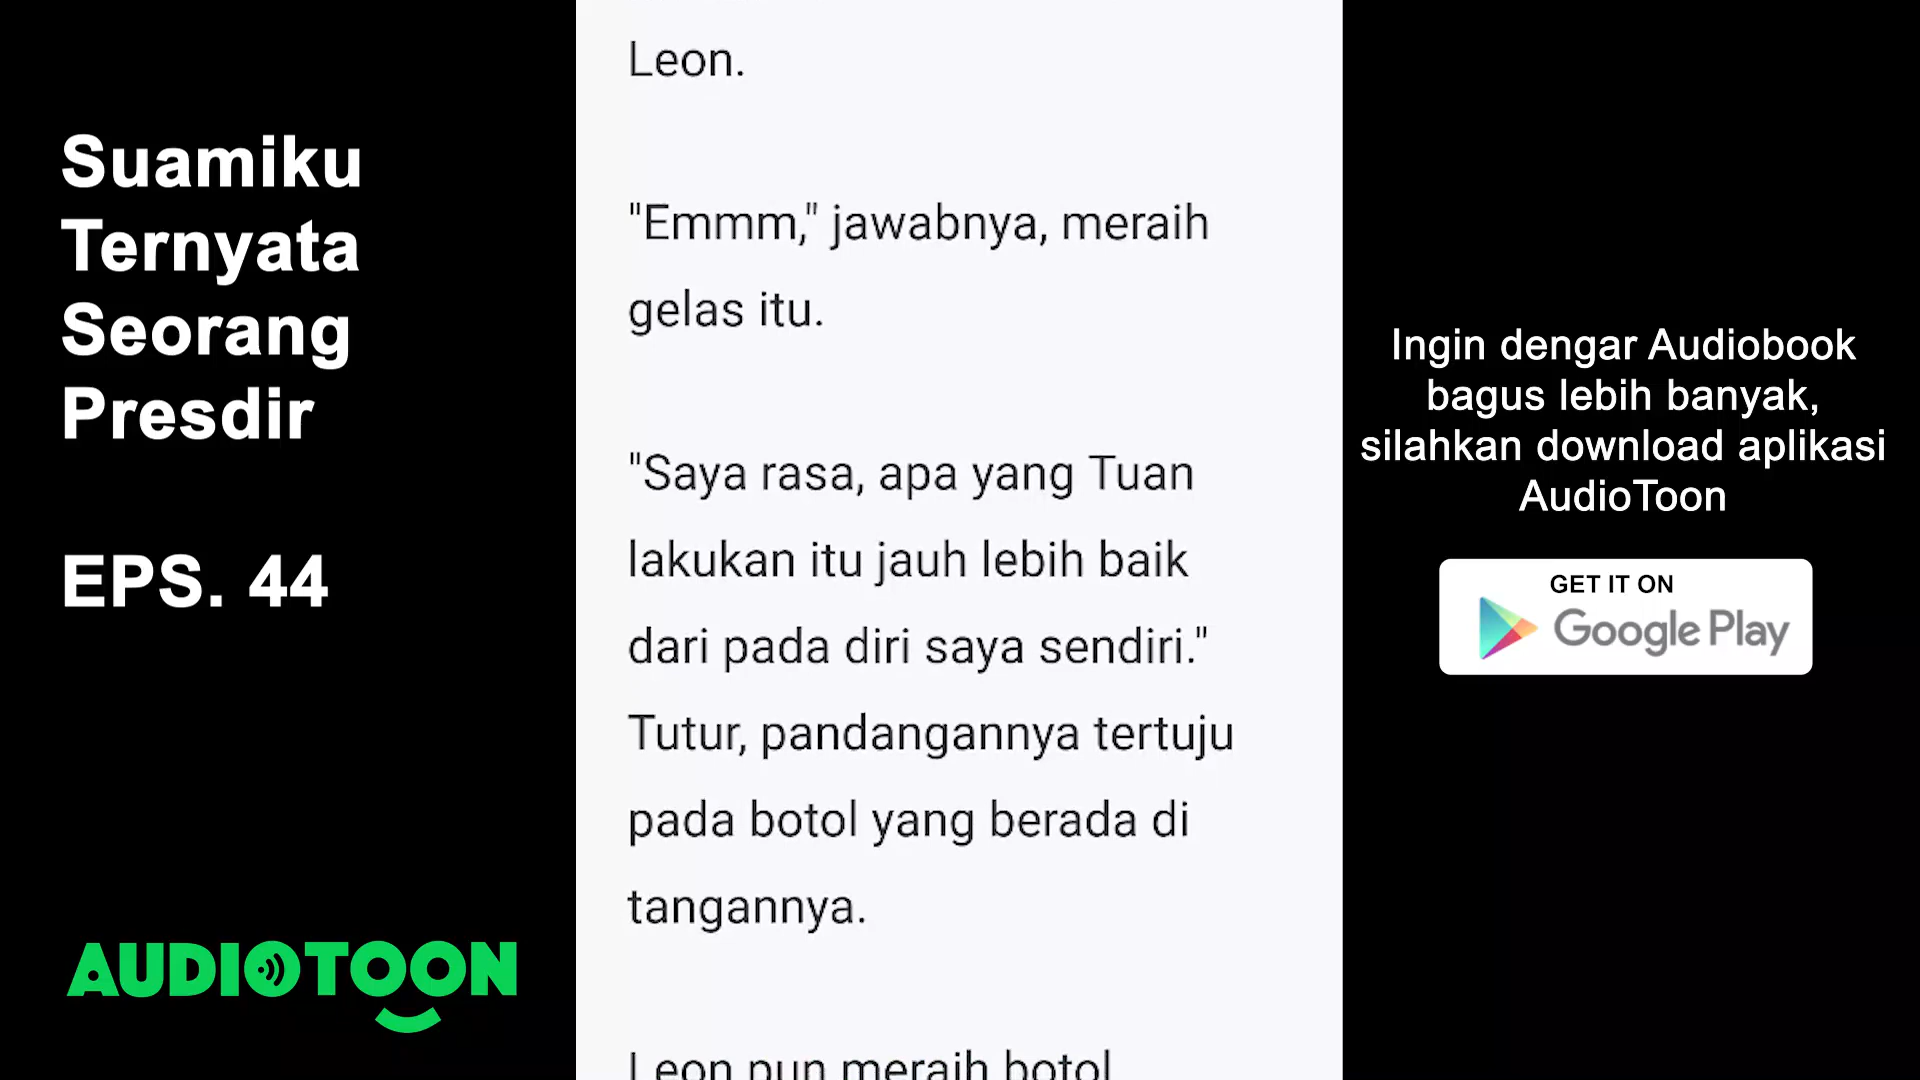 Suamiku
Ternyata
Seorang
Presdir
EPS. 44
AUDIOTOON
Leon.
"Emmm," jawabnya, meraih
gelas itu.
"Saya rasa, apa yang Tuan
lakukan itu jauh lebih baik
dari pada diri saya sendiri."
Tutur, pandangannya tertuju
pada botol yang berada di
tangannya.
Leon pun meraih botol
Ingin dengar Audiobook
bagus lebih banyak,
silahkan download aplikasi
AudioToon
GET IT ON
Google Play